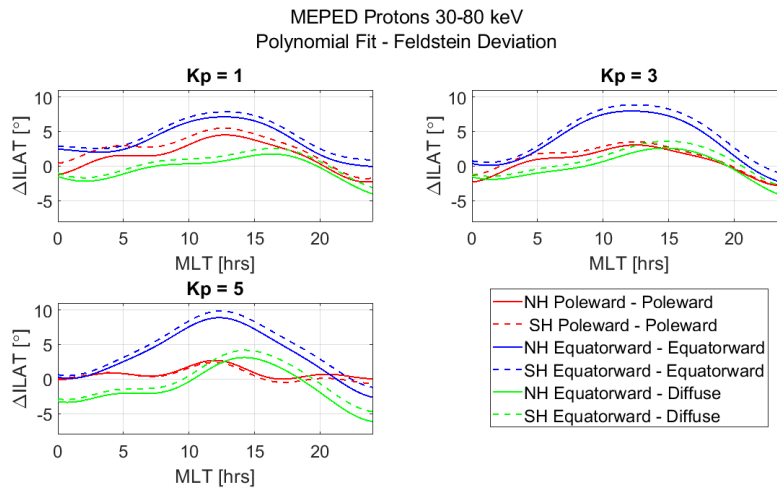 MEPED Protons 30-80 keV
Polynomial Fit - Feldstein Deviation
Kp = 1
ΔILAT [°]
10
5
0
-5
0 5 10 15 20
MLT [hrs]
Kp = 3
ΔILAT [°]
10
5
0
-5
0 5 10 15 20
MLT [hrs]
Kp = 5
ΔILAT [°]
10
5
0
-5
0 5 10 15 20
MLT [hrs]
NH Poleward - Poleward
SH Poleward - Poleward
NH Equatorward - Equatorward
SH Equatorward - Equatorward
NH Equatorward - Diffuse
SH Equatorward - Diffuse